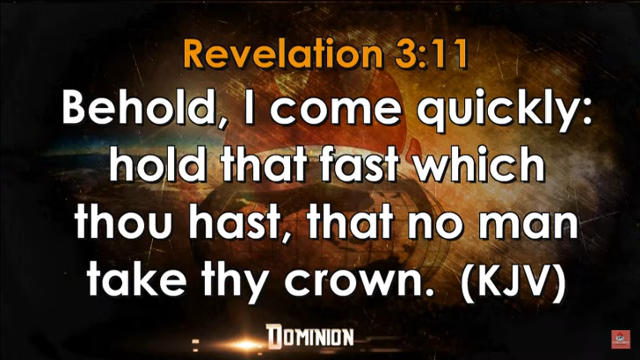 Revelation 3:11
Behold, I come quickly:
hold that fast which
thou hast, that no man
take thy crown. (KJV)
DOMINION